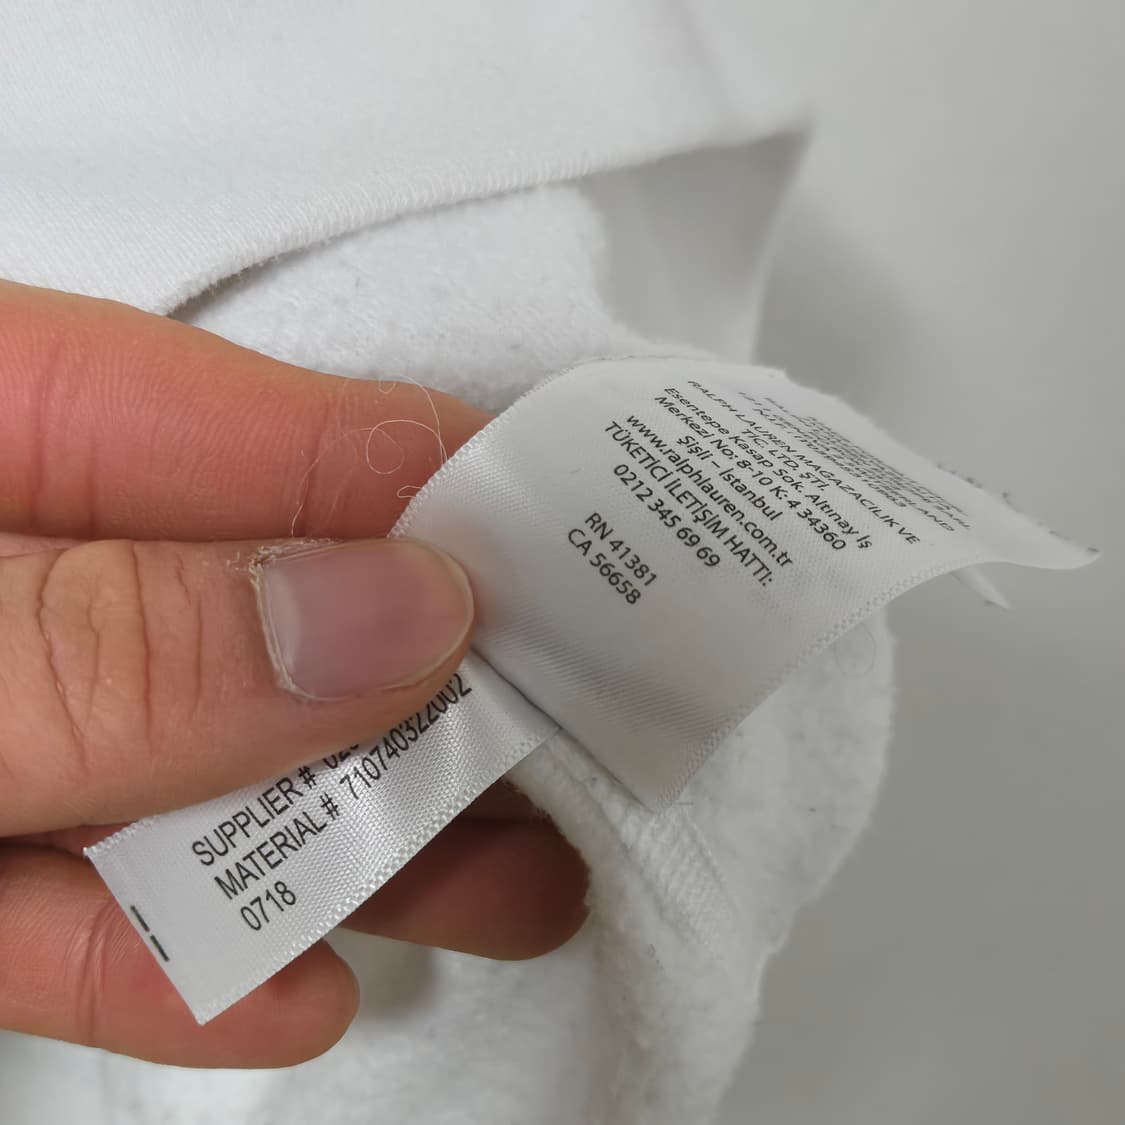 RALPH LAUREN MAGAZACILIK VE
TİC. LTD. ŞTİ.
Esentepe Kasap Sok. Altınay İş
Merkezi No: 8-10 K: 4 34360
Şişli – İstanbul
www.ralphlauren.com.tr
TÜKETİCİ İLETİŞİM HATTI:
0212 345 69 69
RN 41381
CA 56658
SUPPLIER #
MATERIAL # 710740322002
0718